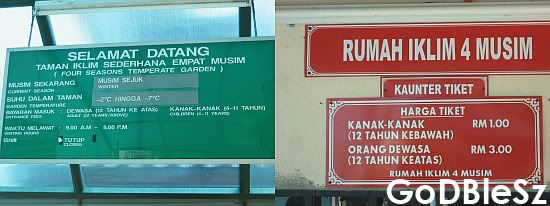 SELAMAT DATANG
TAMAN IKLIM SEDERHANA EMPAT MUSIM
( FOUR SEASONS TEMPERATE GARDEN )
MUSIM SEKARANG MUSIM SEJUK
CURRENT SEASON WINTER
SUHU DALAM TAMAN –2°C HINGGA –7°C
GARDEN TEMPERATURE
BAYARAN MASUK : DEWASA (12 TAHUN KE ATAS) KANAK-KANAK (4–11 TAHUN)
ENTRANCE FEES ADULT (12 YEARS/ABOVE) CHILDREN (4–11 YEARS)
WAKTU MELAWAT : 9.00 A.M – 5.00 P.M
VISITING HOURS
ISNIN TUTUP
CLOSED
RUMAH IKLIM 4 MUSIM
KAUNTER TIKET
HARGA TIKET
KANAK-KANAK RM 1.00
(12 TAHUN KEBAWAH)
ORANG DEWASA RM 3.00
(12 TAHUN KEATAS)
RUMAH IKLIM 4 MUSIM
GoDBleSz